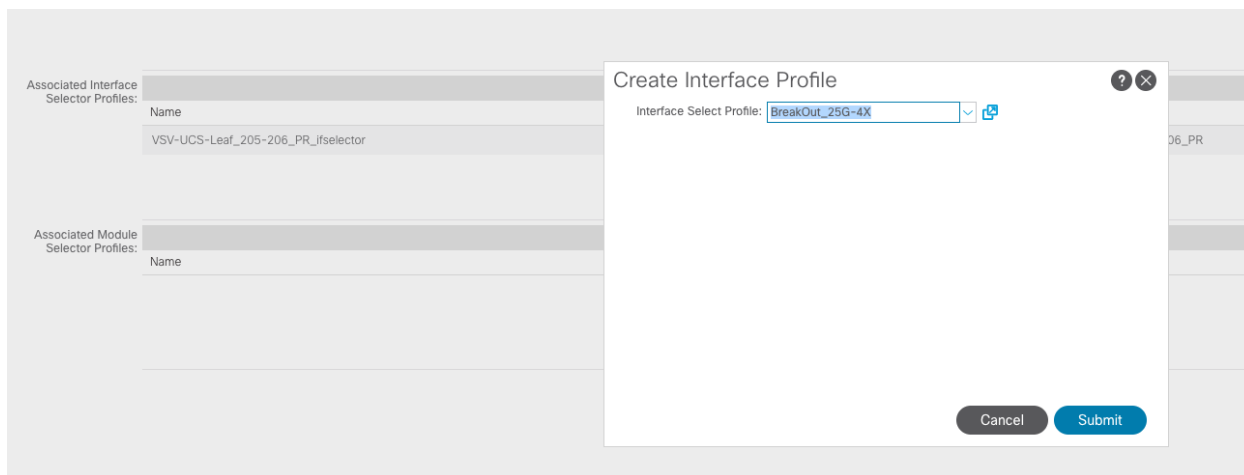 Create Interface Profile
?
Associated Interface
Selector Profiles:
Interface Select Profile: BreakOut_25G-4X
Name
VSV-UCS-Leaf_205-206_PR_ifselector
06_PR
Associated Module
Selector Profiles:
Name
Cancel
Submit